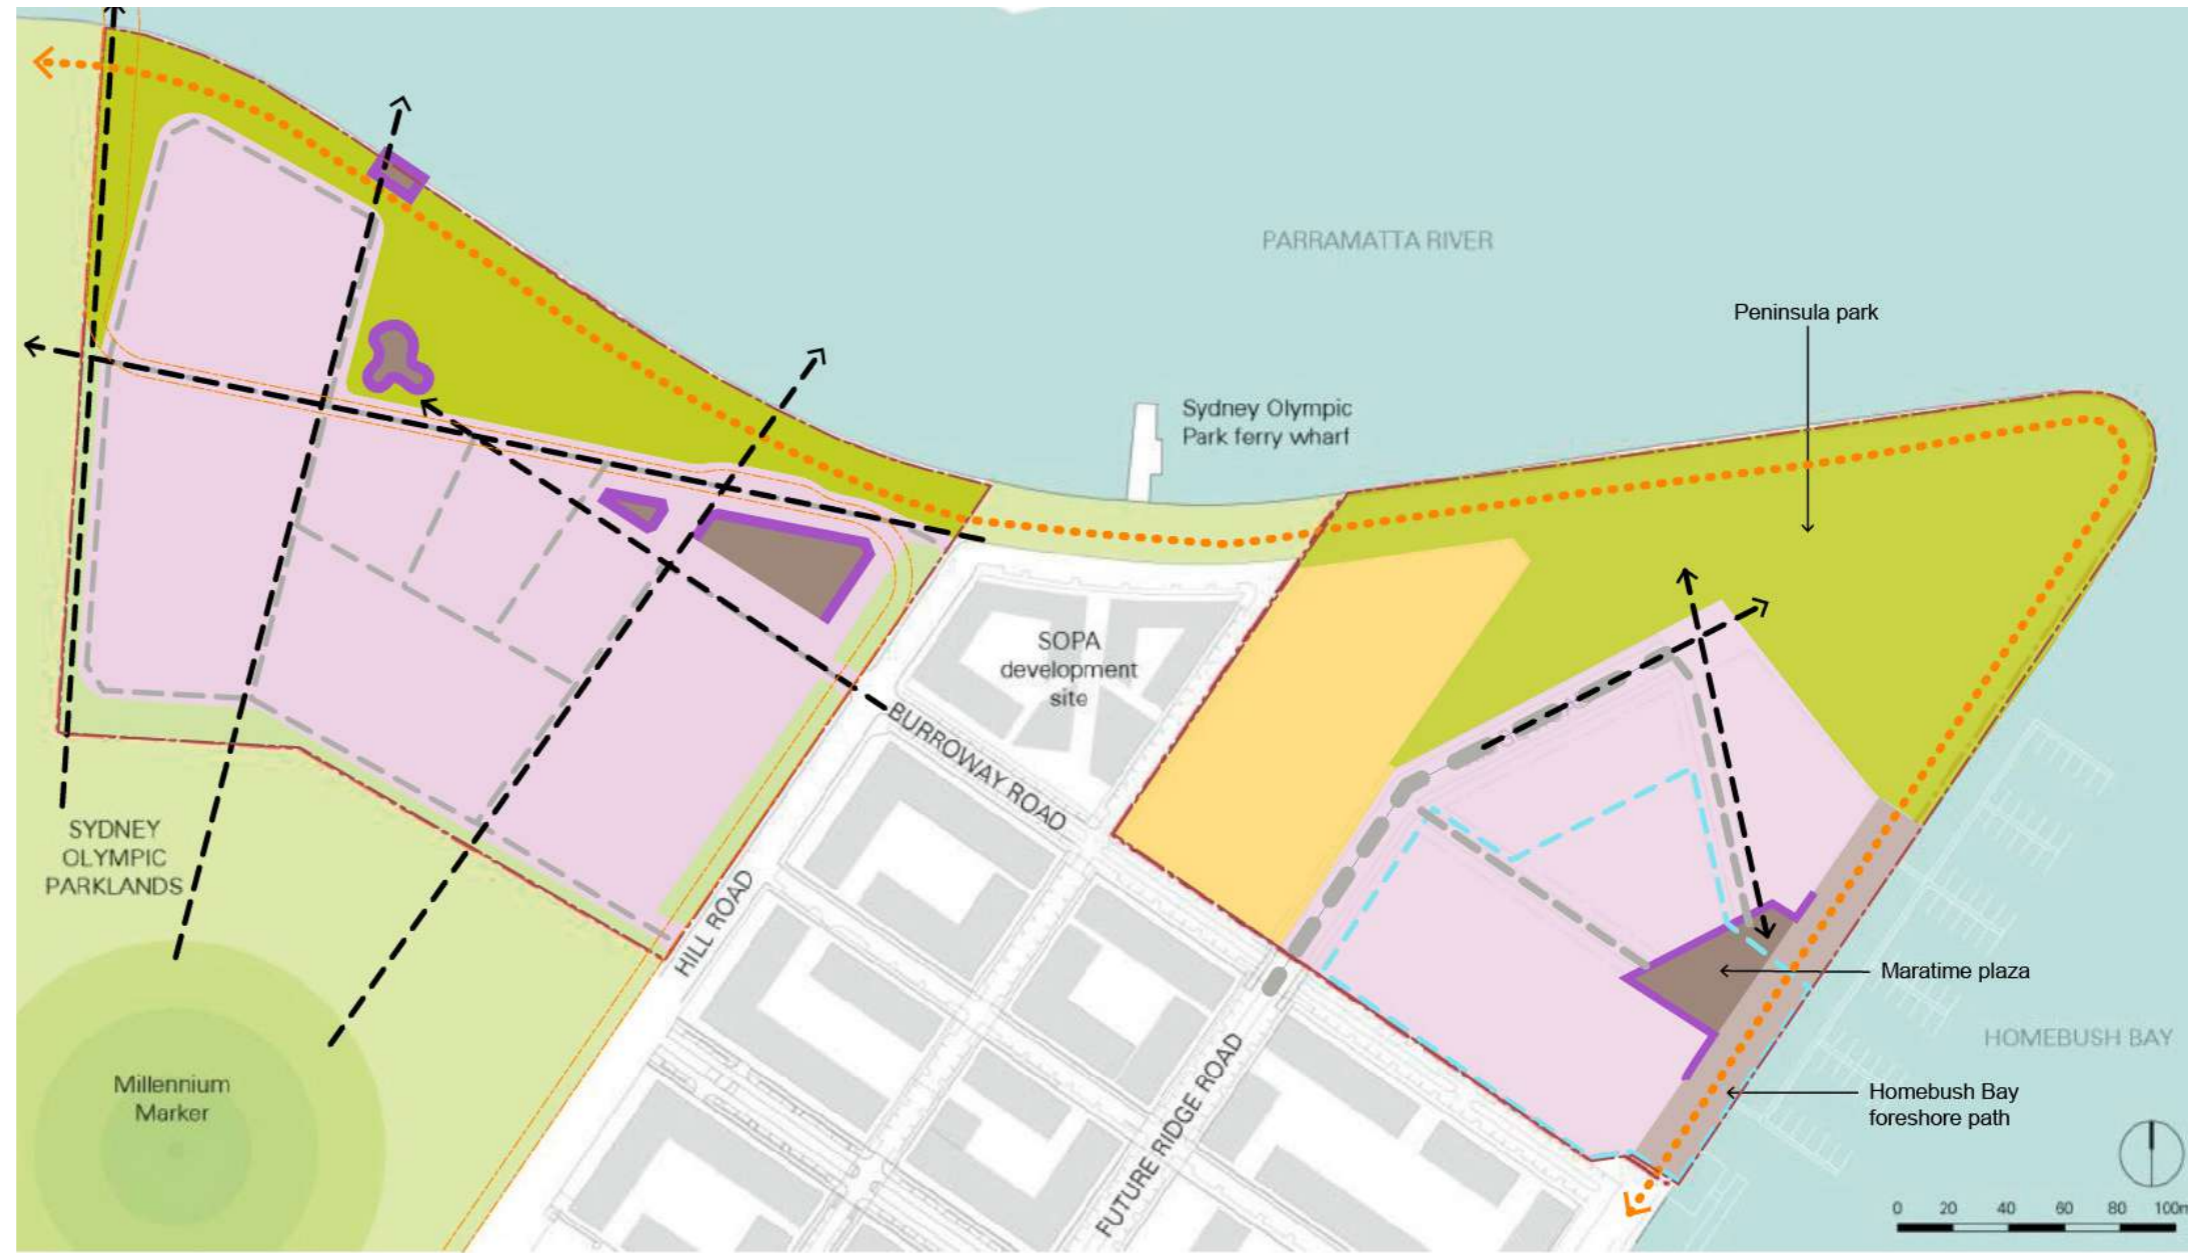 PARRAMATTA RIVER
Peninsula park
Sydney Olympic
Park ferry wharf
SOPA
development
site
BURROWAY ROAD
SYDNEY
OLYMPIC
PARKLANDS
HILL ROAD
Maratime plaza
HOMEBUSH BAY
FUTURE RIDGE ROAD
Millennium
Marker
Homebush Bay
foreshore path
0 20 40 60 80 100m